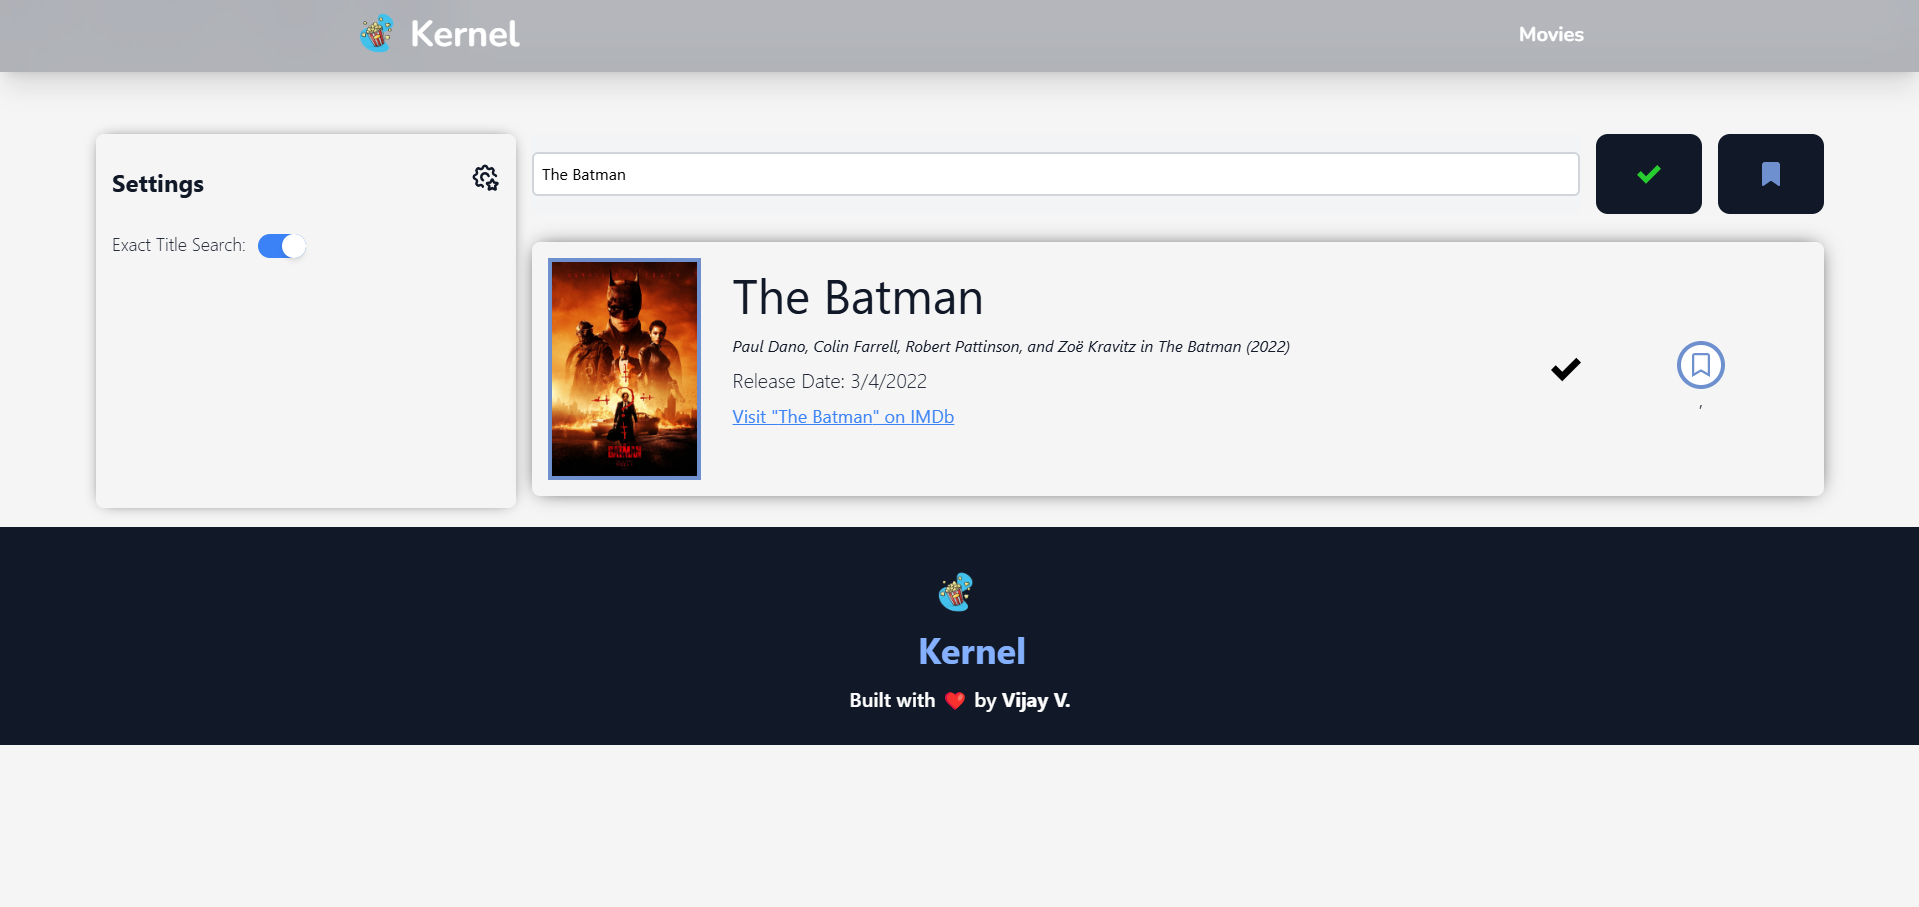 Kernel
Movies
Settings
Exact Title Search:
The Batman
The Batman
Paul Dano, Colin Farrell, Robert Pattinson, and Zoë Kravitz in The Batman (2022)
Release Date: 3/4/2022
Visit "The Batman" on IMDb
,
BATMAN
Kernel
Built with ❤️ by Vijay V.